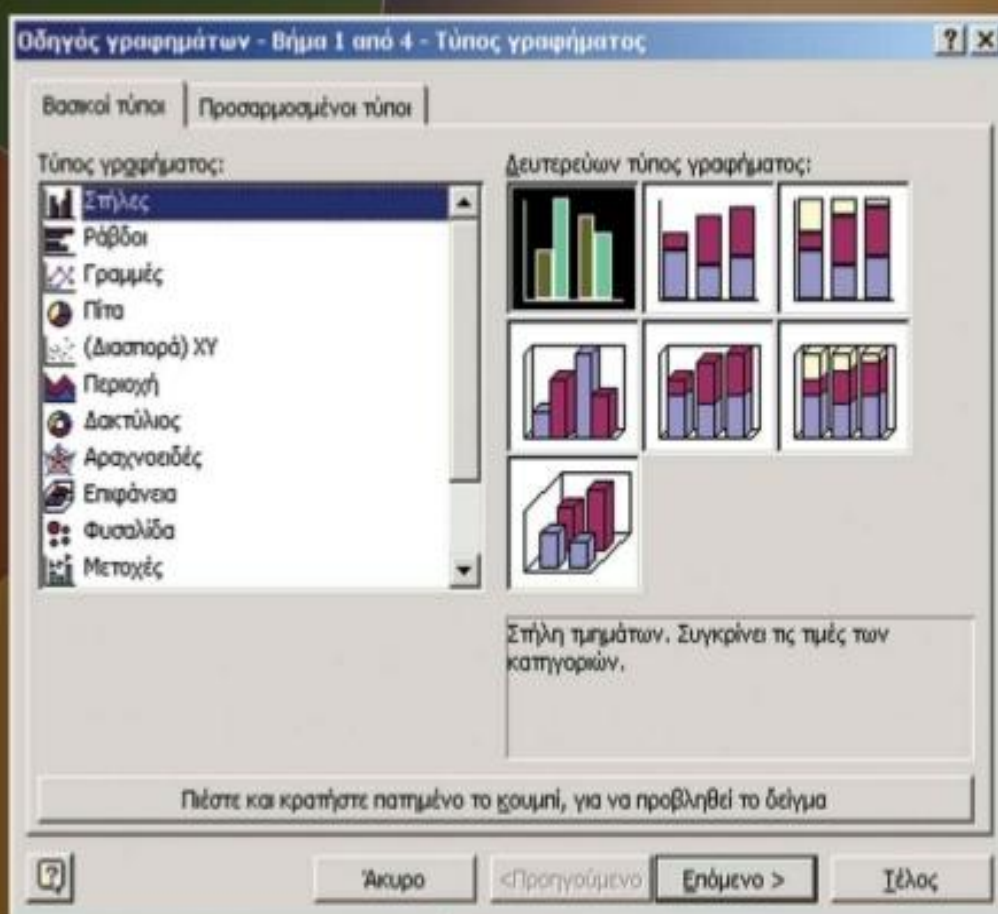 Οδηγός γραφημάτων - Βήμα 1 από 4 - Τύπος γραφήματος
Βασικοί τύποι
Προσαρμοσμένοι τύποι
Τύπος γραφήματος:
Στήλες
Ράβδοι
Γραμμές
Πίτα
(Διασπορά) XY
Περιοχή
Δακτύλιος
Αραχνοειδές
Επιφάνεια
Φυσαλίδα
Μετοχές
Δευτερεύων τύπος γραφήματος:
Στήλη τμημάτων. Συγκρίνει τις τιμές των
κατηγοριών.
Πιέστε και κρατήστε πατημένο το κουμπί, για να προβληθεί το δείγμα
Άκυρο
<Προηγούμενο
Επόμενο >
Τέλος